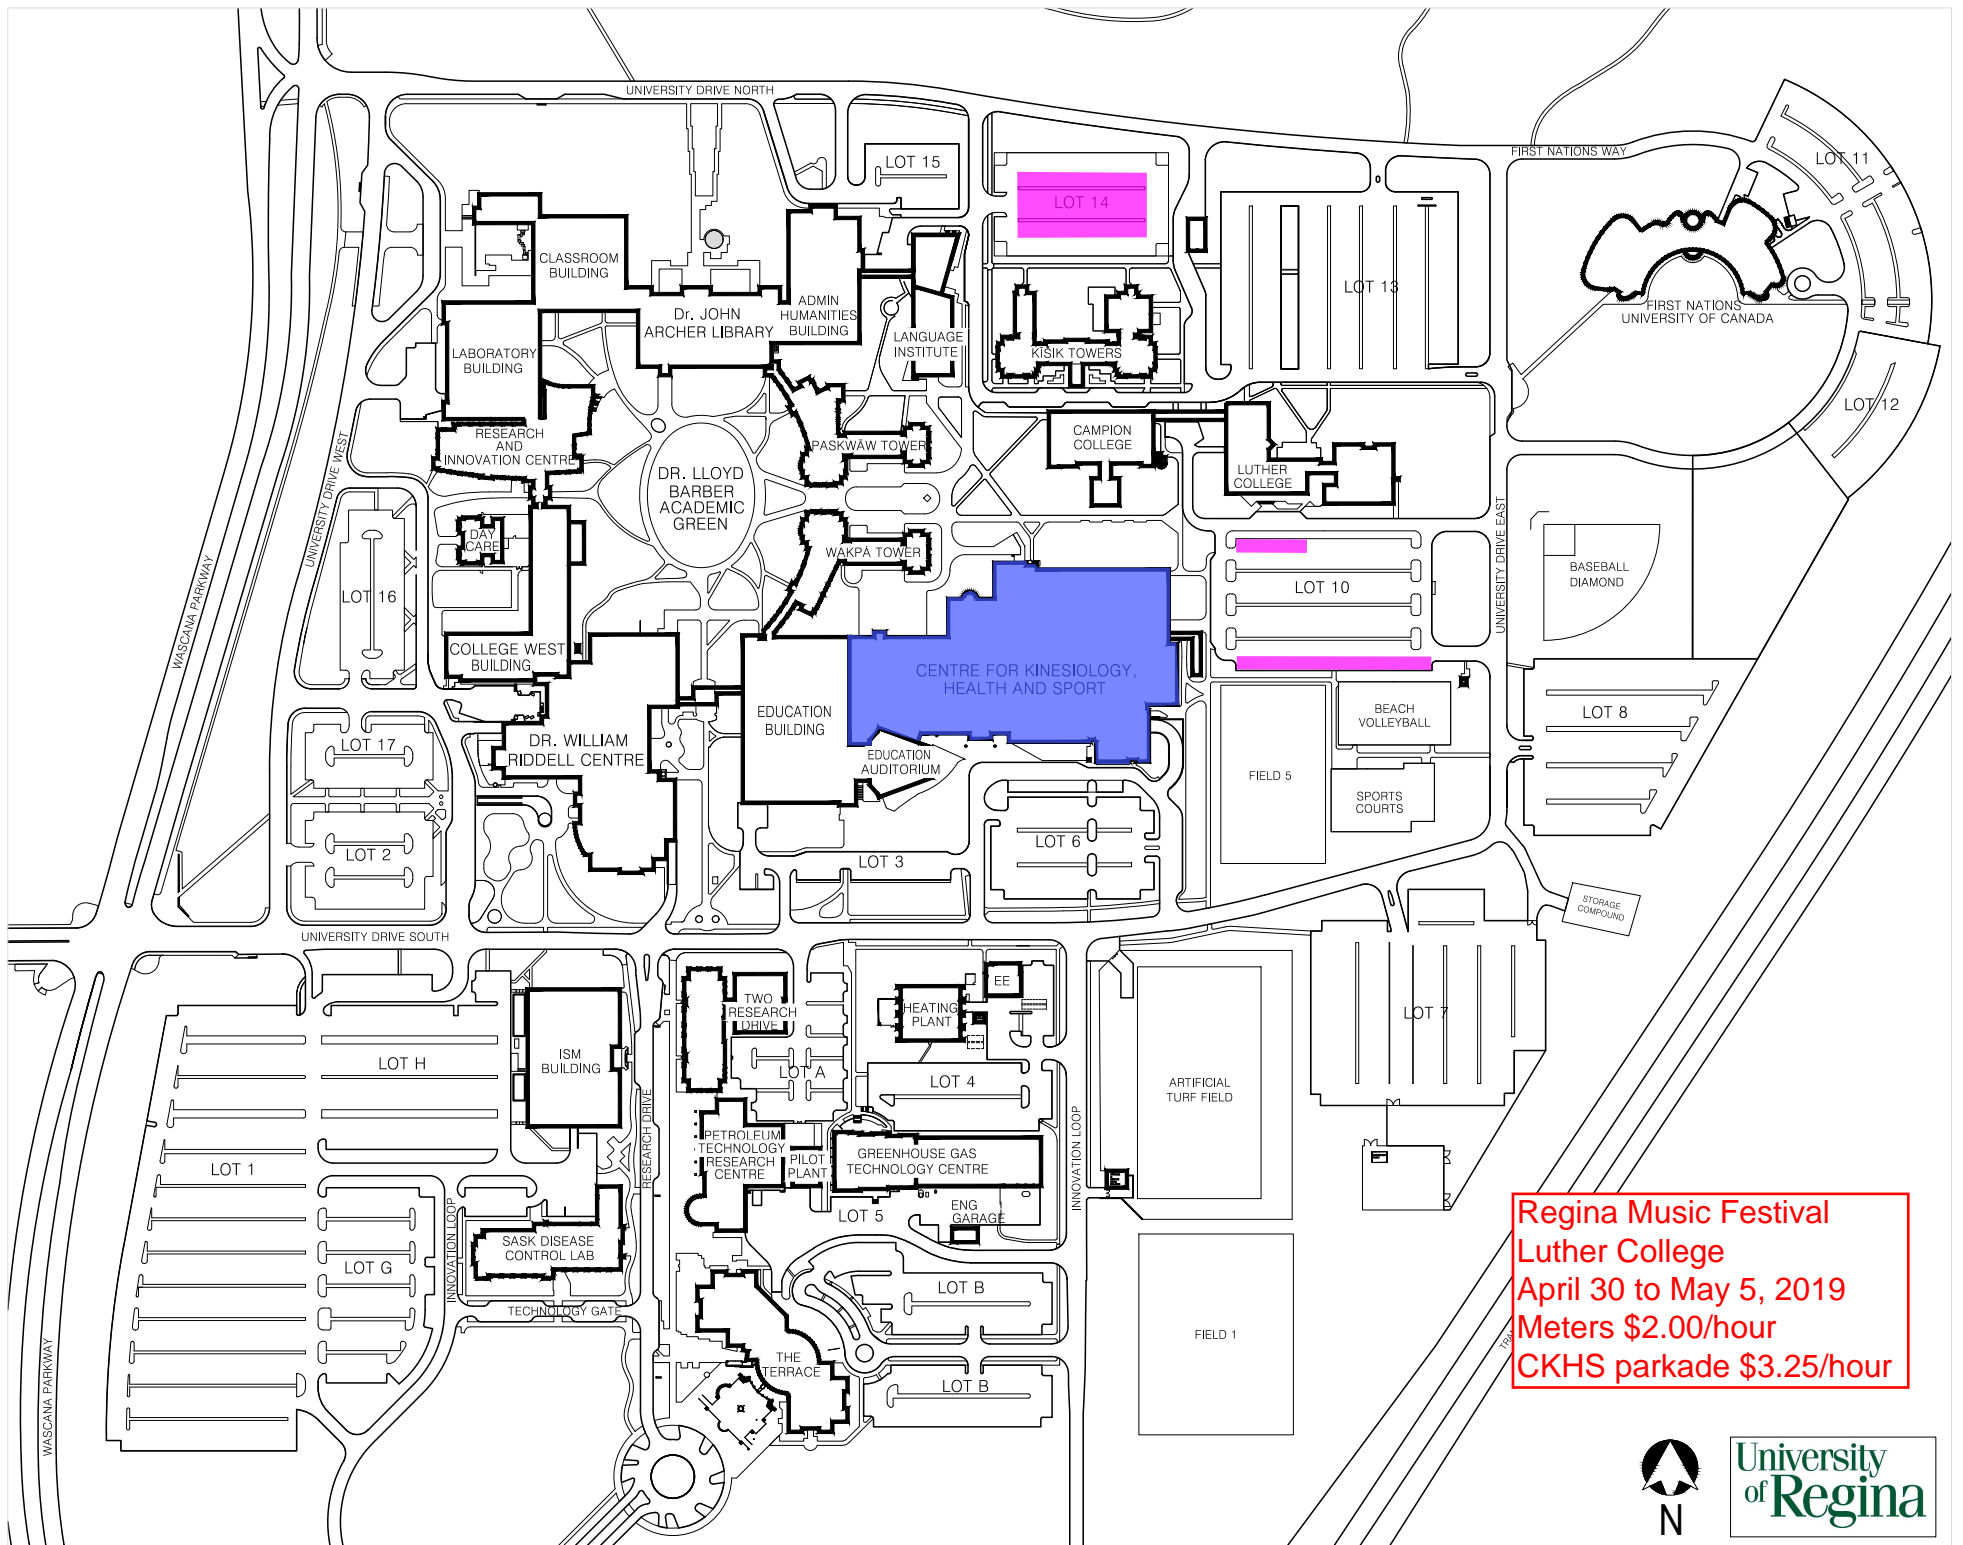 UNIVERSITY DRIVE NORTH
FIRST NATIONS WAY
LOT 15
LOT 11
LOT 14
CLASSROOM
BUILDING
LOT 13
ADMIN
HUMANITIES
BUILDING
Dr. JOHN
ARCHER LIBRARY
FIRST NATIONS
UNIVERSITY OF CANADA
LANGUAGE
INSTITUTE
KĪSIK TOWERS
LABORATORY
BUILDING
LOT 12
RESEARCH
AND
INNOVATION CENTRE
PASKWĀW TOWER
CAMPION
COLLEGE
LUTHER
COLLEGE
DR. LLOYD
BARBER
ACADEMIC
GREEN
UNIVERSITY DRIVE WEST
UNIVERSITY DRIVE EAST
DAY
CARE
WAKPĀ TOWER
WASCANA PARKWAY
BASEBALL
DIAMOND
LOT 16
LOT 10
COLLEGE WEST
BUILDING
CENTRE FOR KINESIOLOGY,
HEALTH AND SPORT
EDUCATION
BUILDING
BEACH
VOLLEYBALL
LOT 8
LOT 17
DR. WILLIAM
RIDDELL CENTRE
EDUCATION
AUDITORIUM
FIELD 5
SPORTS
COURTS
LOT 2
LOT 3
LOT 6
STORAGE
COMPOUND
UNIVERSITY DRIVE SOUTH
TWO
RESEARCH
DRIVE
EE
HEATING
PLANT
LOT 7
LOT H
ISM
BUILDING
LOT A
LOT 4
ARTIFICIAL
TURF FIELD
RESEARCH DRIVE
INNOVATION LOOP
PETROLEUM
TECHNOLOGY
RESEARCH
CENTRE
PILOT
PLANT
GREENHOUSE GAS
TECHNOLOGY CENTRE
LOT 1
LOT 5
ENG
GARAGE
INNOVATION LOOP
SASK DISEASE
CONTROL LAB
LOT G
LOT B
TECHNOLOGY GATE
FIELD 1
THE
TERRACE
LOT B
WASCANA PARKWAY
Regina Music Festival
Luther College
April 30 to May 5, 2019
Meters $2.00/hour
CKHS parkade $3.25/hour
N
University
of Regina